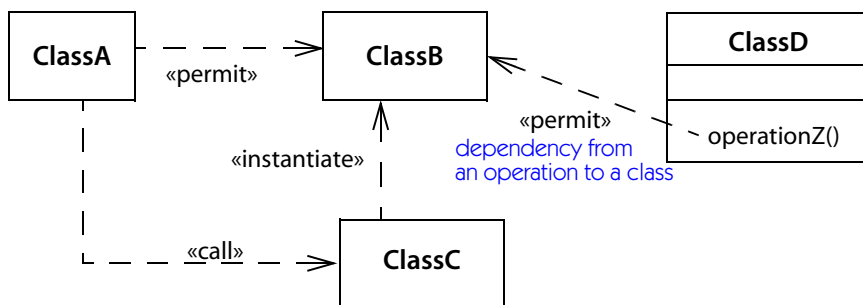 ClassA
ClassB
ClassD
«permit»
«permit»
operationZ()
dependency from
an operation to a class
«instantiate»
«call»
ClassC